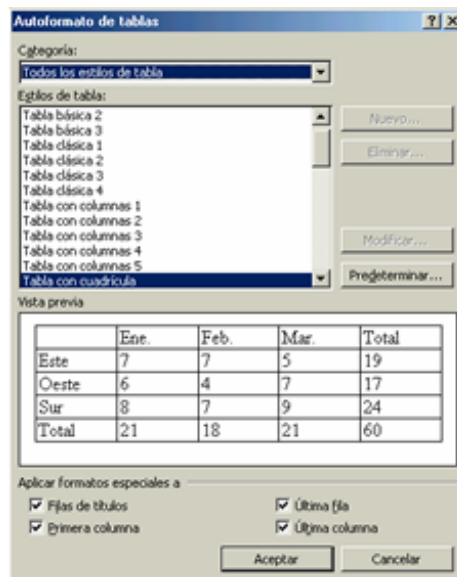 Autoformato de tablas
Categoría:
Todos los estilos de tabla
Estilos de tabla:
Tabla básica 2
Tabla básica 3
Tabla clásica 1
Tabla clásica 2
Tabla clásica 3
Tabla clásica 4
Tabla con columnas 1
Tabla con columnas 2
Tabla con columnas 3
Tabla con columnas 4
Tabla con columnas 5
Tabla con cuadrícula
Nuevo...
Eliminar...
Modificar...
Predeterminar...
Vista previa
Ene. Feb. Mar. Total
Este 7 7 5 19
Oeste 6 4 7 17
Sur 8 7 9 24
Total 21 18 21 60
Aplicar formatos especiales a
Filas de títulos Última fila
Primera columna Última columna
Aceptar Cancelar